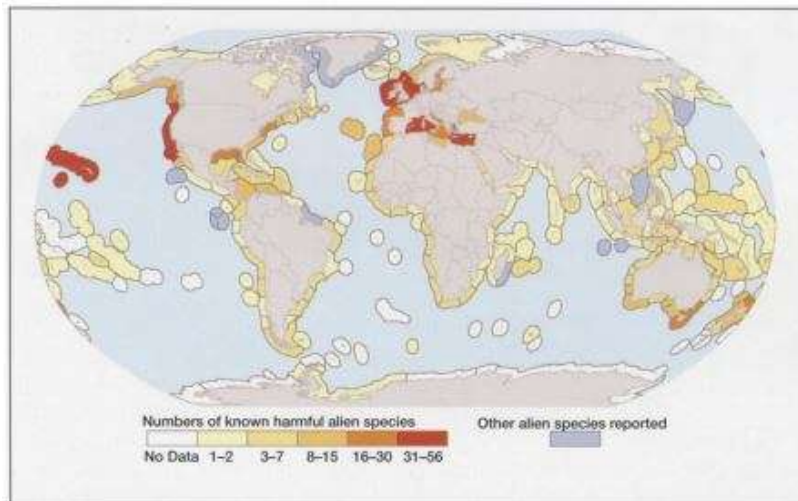 Numbers of known harmful alien species
No Data 1–2 3–7 8–15 16–30 31–56
Other alien species reported